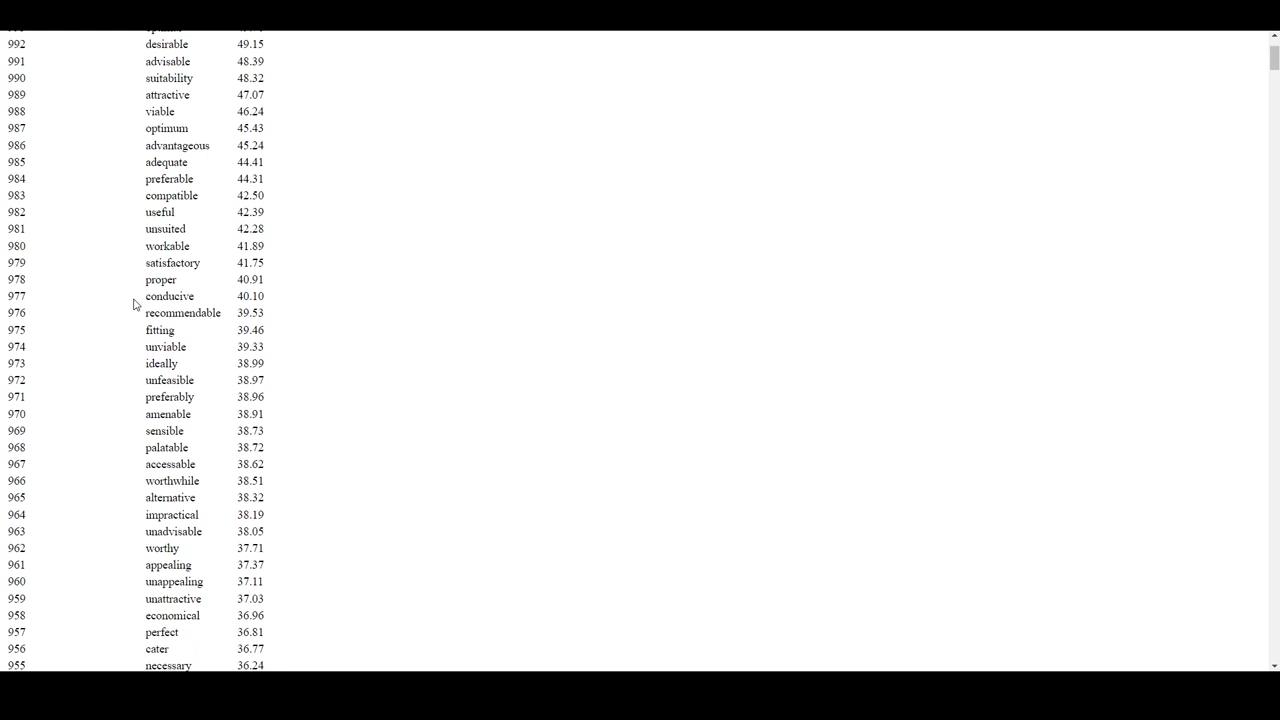 992 desirable 49.15
991 advisable 48.39
990 suitability 48.32
989 attractive 47.07
988 viable 46.24
987 optimum 45.43
986 advantageous 45.24
985 adequate 44.41
984 preferable 44.31
983 compatible 42.50
982 useful 42.39
981 unsuited 42.28
980 workable 41.89
979 satisfactory 41.75
978 proper 40.91
977 conducive 40.10
976 recommendable 39.53
975 fitting 39.46
974 unviable 39.33
973 ideally 38.99
972 unfeasible 38.97
971 preferably 38.96
970 amenable 38.91
969 sensible 38.73
968 palatable 38.72
967 accessable 38.62
966 worthwhile 38.51
965 alternative 38.32
964 impractical 38.19
963 unadvisable 38.05
962 worthy 37.71
961 appealing 37.37
960 unappealing 37.11
959 unattractive 37.03
958 economical 36.96
957 perfect 36.81
956 cater 36.77
955 necessary 36.24